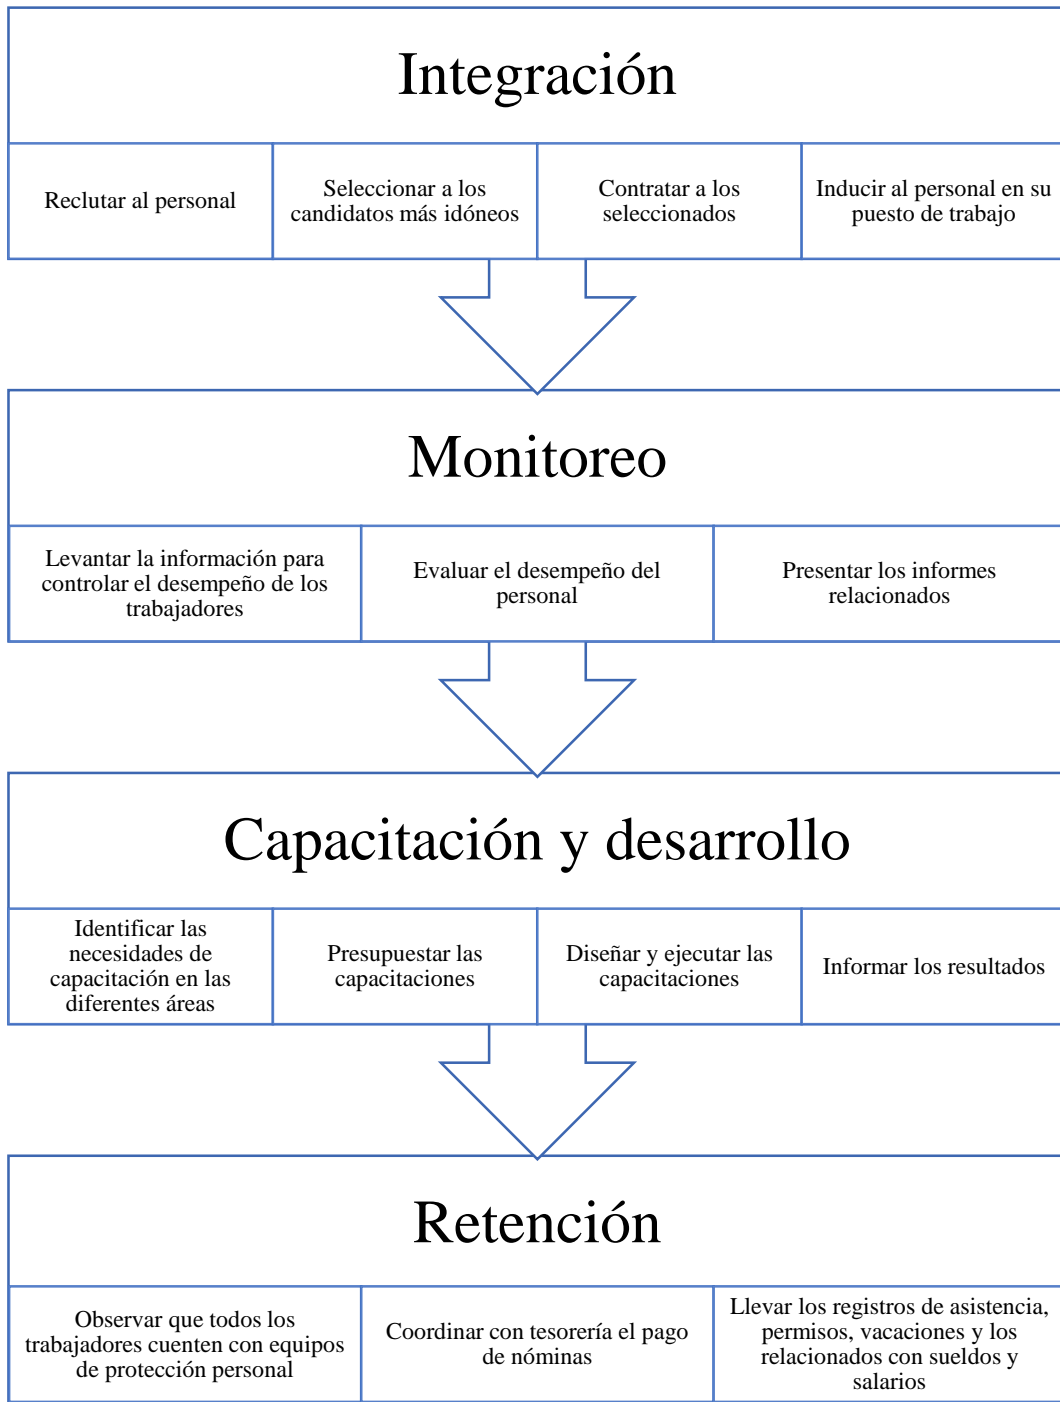 Integración
Reclutar al personal
Seleccionar a los
candidatos más idóneos
Contratar a los
seleccionados
Inducir al personal en su
puesto de trabajo
Monitoreo
Levantar la información para
controlar el desempeño de los
trabajadores
Evaluar el desempeño del
personal
Presentar los informes
relacionados
Capacitación y desarrollo
Identificar las
necesidades de
capacitación en las
diferentes áreas
Presupuestar las
capacitaciones
Diseñar y ejecutar las
capacitaciones
Informar los resultados
Retención
Observar que todos los
trabajadores cuenten con equipos
de protección personal
Coordinar con tesorería el pago
de nóminas
Llevar los registros de asistencia,
permisos, vacaciones y los
relacionados con sueldos y
salarios